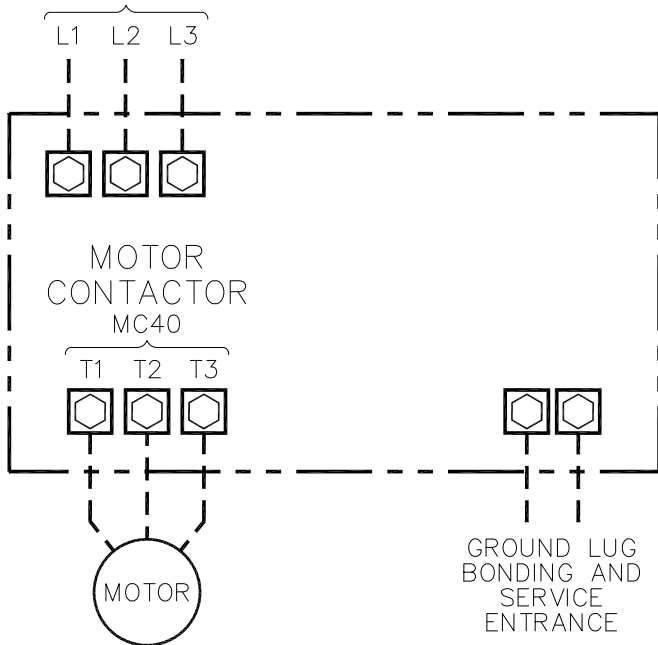 L1 L2 L3
MOTOR
CONTACTOR
MC40
T1 T2 T3
MOTOR
GROUND LUG
BONDING AND
SERVICE
ENTRANCE